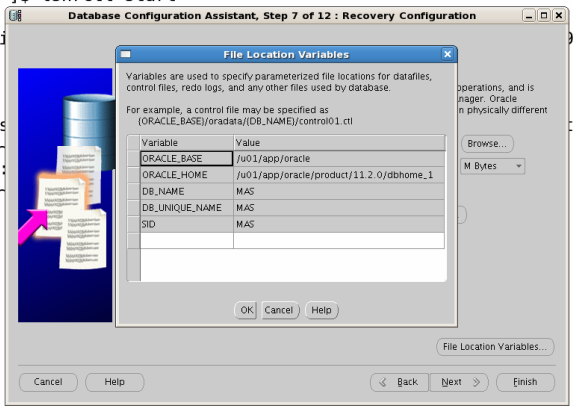 ]$ lsnrctl start
Database Configuration Assistant, Step 7 of 12 : Recovery Configuration
File Location Variables
Variables are used to specify parameterized file locations for datafiles,
control files, redo logs, and any other files used by database.
For example, a control file may be specified as
{ORACLE_BASE}/oradata/{DB_NAME}/control01.ctl
Variable Value
ORACLE_BASE /u01/app/oracle
ORACLE_HOME /u01/app/oracle/product/11.2.0/dbhome_1
DB_NAME MAS
DB_UNIQUE_NAME MAS
SID MAS
OK Cancel Help
operations, and is
Oracle
n physically different
Browse...
M Bytes
File Location Variables...
Cancel Help Back Next Finish